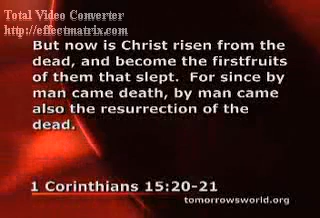 Total Video Converter
http://effectmatrix.com
But now is Christ risen from the
dead, and become the firstfruits
of them that slept.  For since by
man came death, by man came
also the resurrection of the
dead.
1 Corinthians 15:20-21
tomorrowsworld.org